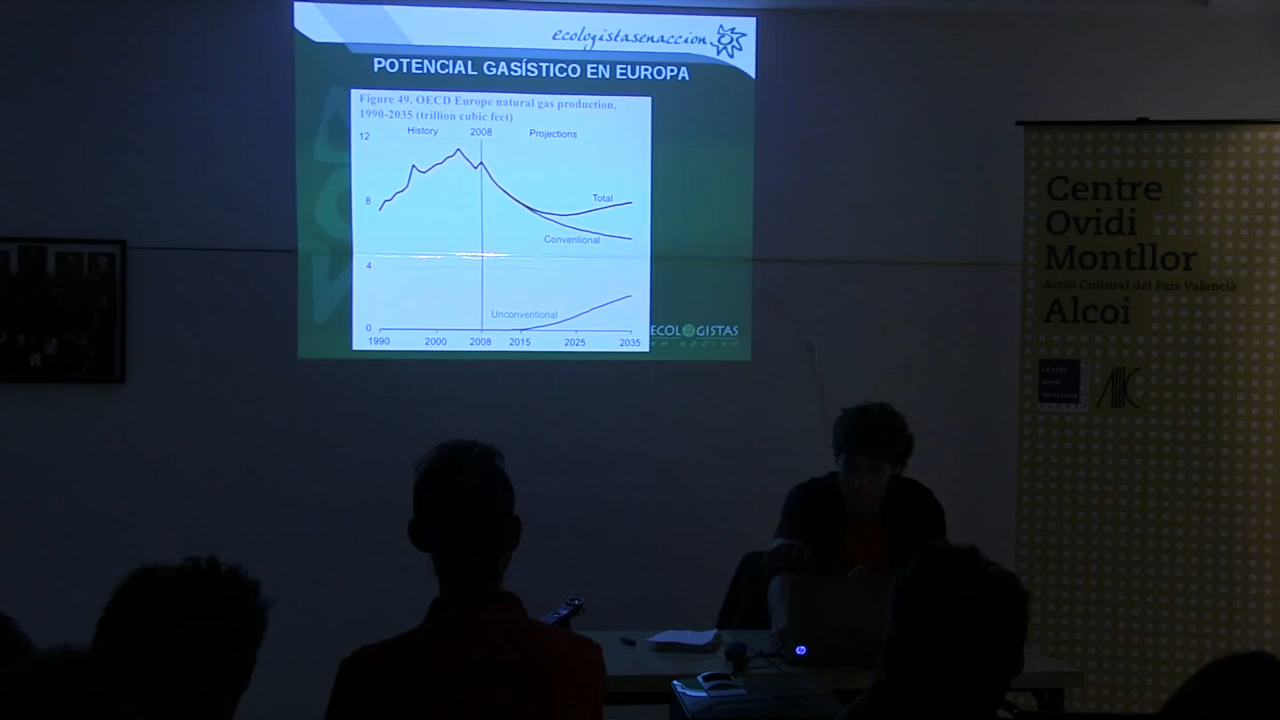 ecologistasenaccion
POTENCIAL GASÍSTICO EN EUROPA
Figure 49. OECD Europe natural gas production,
1990-2035 (trillion cubic feet)
12
History
2008
Projections
8
Total
Conventional
4
Unconventional
0
1990
2000
2008
2015
2025
2035
ECOLOGISTAS
Centre
Ovidi
Montllor
Acció Cultural del País Valencià
Alcoi
hp